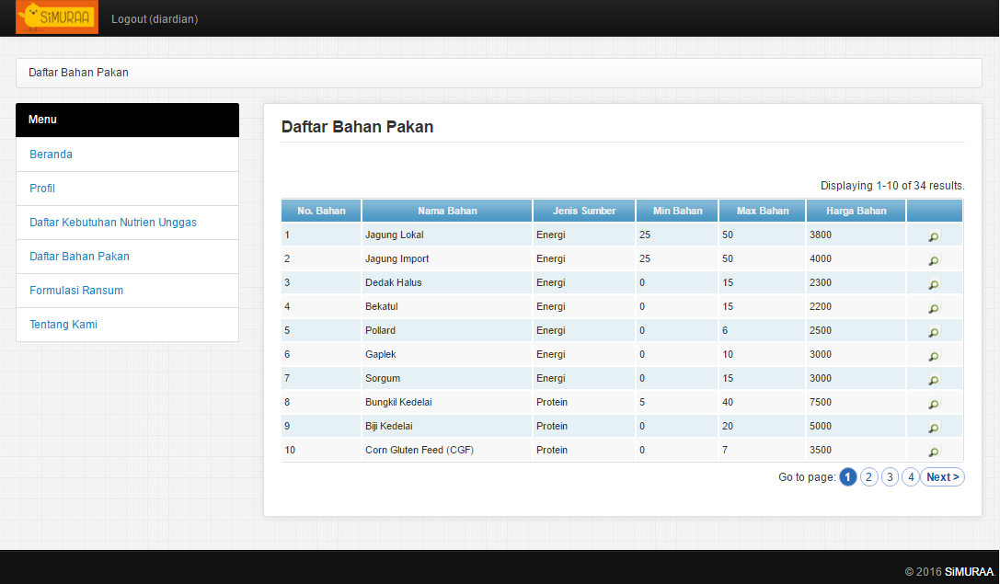 SiMURAA Logout (diardian)
Daftar Bahan Pakan
Menu
Beranda
Profil
Daftar Kebutuhan Nutrien Unggas
Daftar Bahan Pakan
Formulasi Ransum
Tentang Kami
Daftar Bahan Pakan
Displaying 1-10 of 34 results.
No. Bahan Nama Bahan Jenis Sumber Min Bahan Max Bahan Harga Bahan
1 Jagung Lokal Energi 25 50 3800
2 Jagung Import Energi 25 50 4000
3 Dedak Halus Energi 0 15 2300
4 Bekatul Energi 0 15 2200
5 Pollard Energi 0 6 2500
6 Gaplek Energi 0 10 3000
7 Sorgum Energi 0 15 3000
8 Bungkil Kedelai Protein 5 40 7500
9 Biji Kedelai Protein 0 20 5000
10 Corn Gluten Feed (CGF) Protein 0 7 3500
Go to page: 1 2 3 4 Next >
© 2016 SiMURAA.